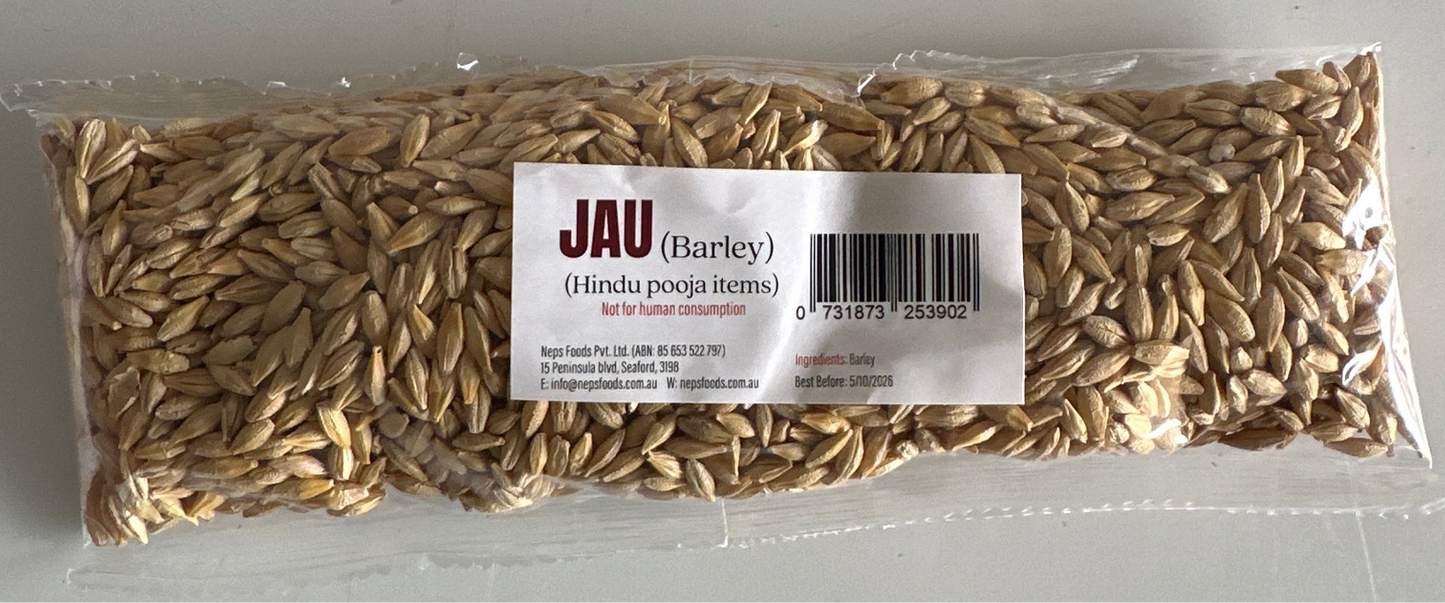 JAU (Barley)
(Hindu pooja items)
Not for human consumption
Neps Foods Pvt. Ltd. (ABN: 85 653 522 797)
15 Peninsula blvd, Seaford, 3198
E: info@nepsfoods.com.au W: nepsfoods.com.au
0 731873 253902
Ingredients: Barley
Best Before: 5/10/2026